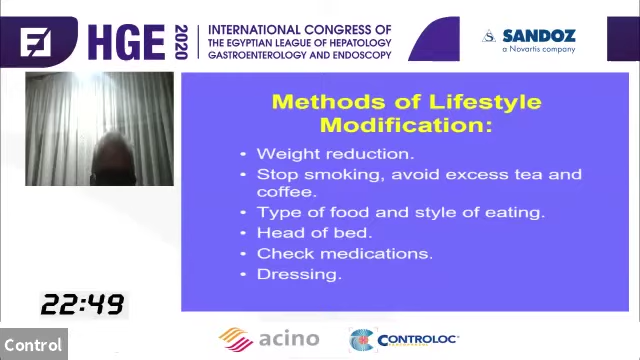 HGE 2020
INTERNATIONAL CONGRESS OF
THE EGYPTIAN LEAGUE OF HEPATOLOGY
GASTROENTEROLOGY AND ENDOSCOPY
SANDOZ
a Novartis company
Methods of Lifestyle
Modification:
• Weight reduction.
• Stop smoking, avoid excess tea and
coffee.
• Type of food and style of eating.
• Head of bed.
• Check medications.
• Dressing.
22:49
Control
acino
CONTROLOC